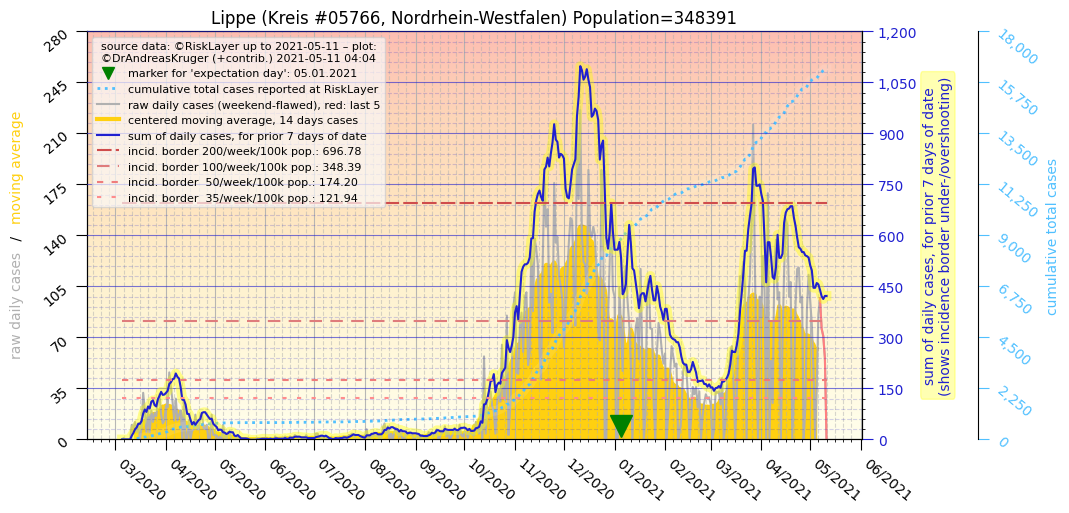 Lippe (Kreis #05766, Nordrhein-Westfalen) Population=348391
source data: ©RiskLayer up to 2021-05-11 – plot:
©DrAndreasKruger (+contrib.) 2021-05-11 04:04
marker for 'expectation day': 05.01.2021
cumulative total cases reported at RiskLayer
raw daily cases (weekend-flawed), red: last 5
centered moving average, 14 days cases
sum of daily cases, for prior 7 days of date
incid. border 200/week/100k pop.: 696.78
incid. border 100/week/100k pop.: 348.39
incid. border  50/week/100k pop.: 174.20
incid. border  35/week/100k pop.: 121.94
raw daily cases / moving average
280
245
210
175
140
105
70
35
0
03/2020
04/2020
05/2020
06/2020
07/2020
08/2020
09/2020
10/2020
11/2020
12/2020
01/2021
02/2021
03/2021
04/2021
05/2021
06/2021
1,200
1,050
900
750
600
450
300
150
0
sum of daily cases, for prior 7 days of date
(shows incidence border under-/overshooting)
18,000
15,750
13,500
11,250
9,000
6,750
4,500
2,250
0
cumulative total cases